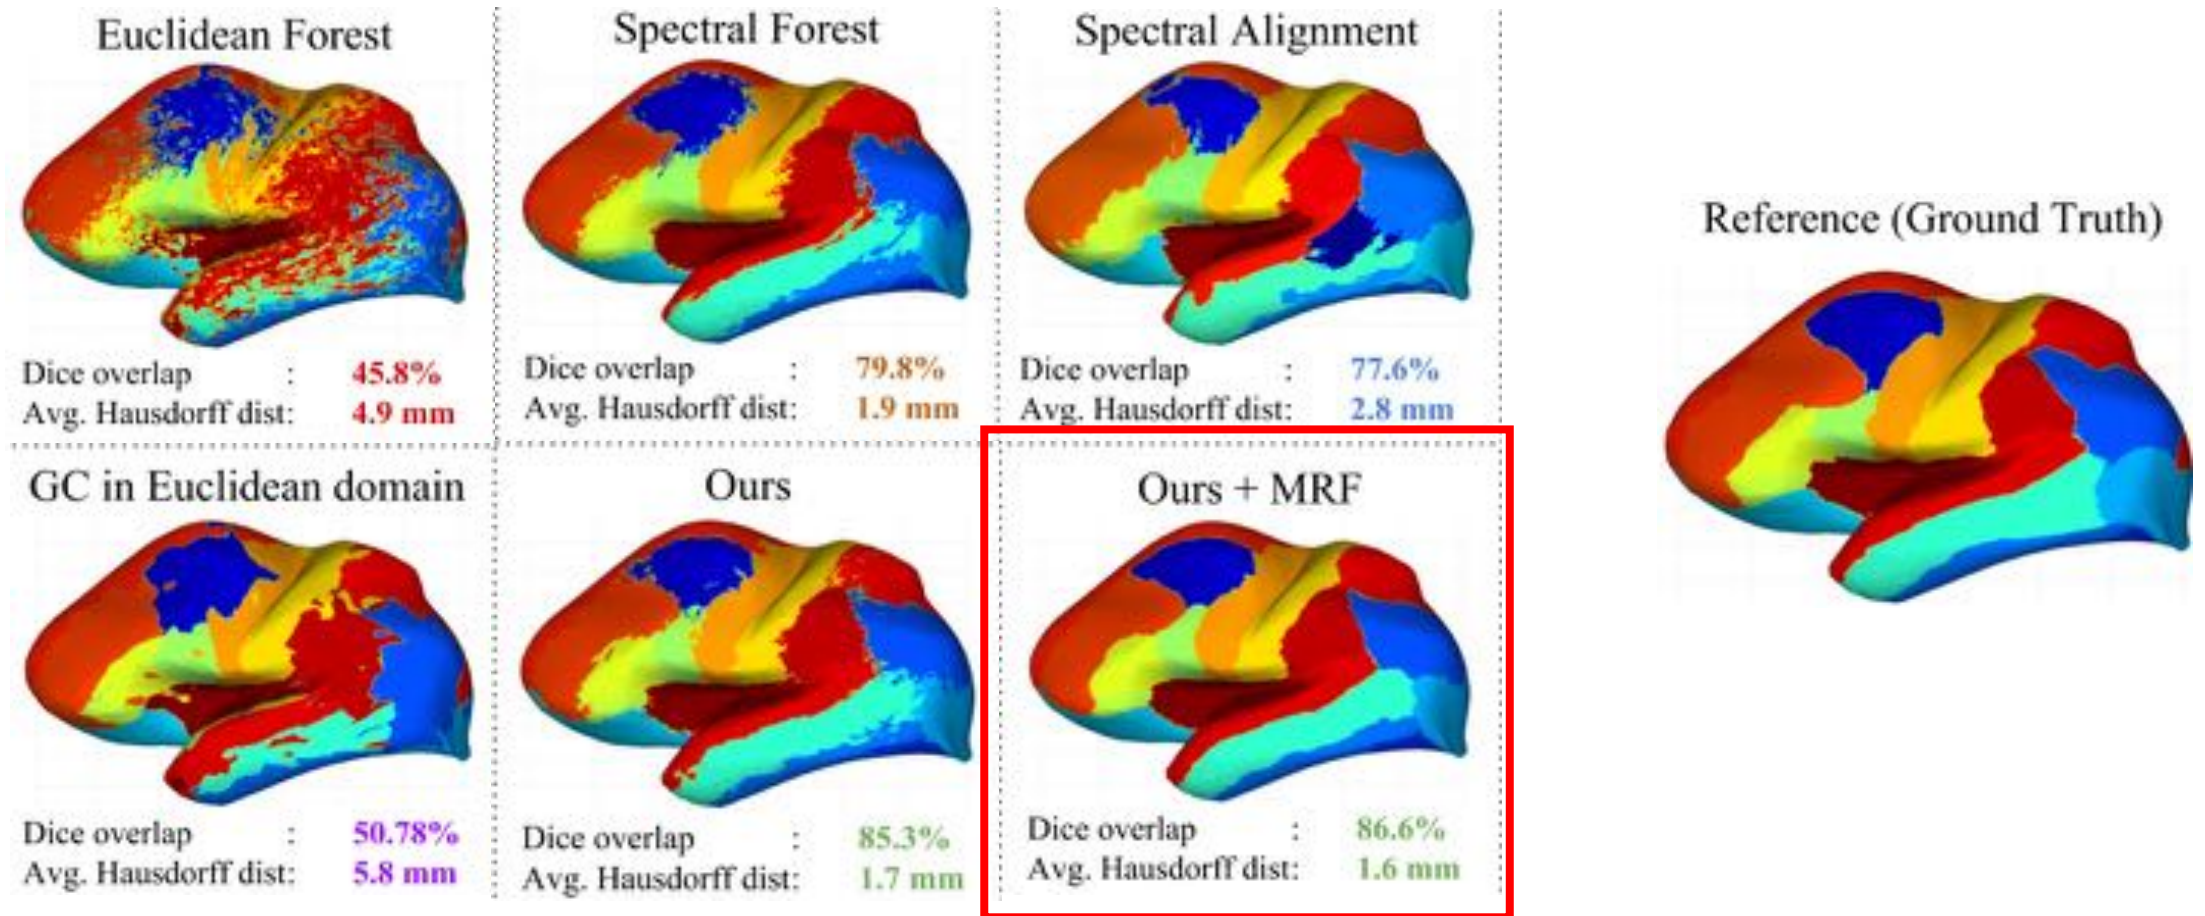 Euclidean Forest
Dice overlap : 45.8%
Avg. Hausdorff dist: 4.9 mm
Spectral Forest
Dice overlap : 79.8%
Avg. Hausdorff dist: 1.9 mm
Spectral Alignment
Dice overlap : 77.6%
Avg. Hausdorff dist: 2.8 mm
Reference (Ground Truth)
GC in Euclidean domain
Dice overlap : 50.78%
Avg. Hausdorff dist: 5.8 mm
Ours
Dice overlap : 85.3%
Avg. Hausdorff dist: 1.7 mm
Ours + MRF
Dice overlap : 86.6%
Avg. Hausdorff dist: 1.6 mm